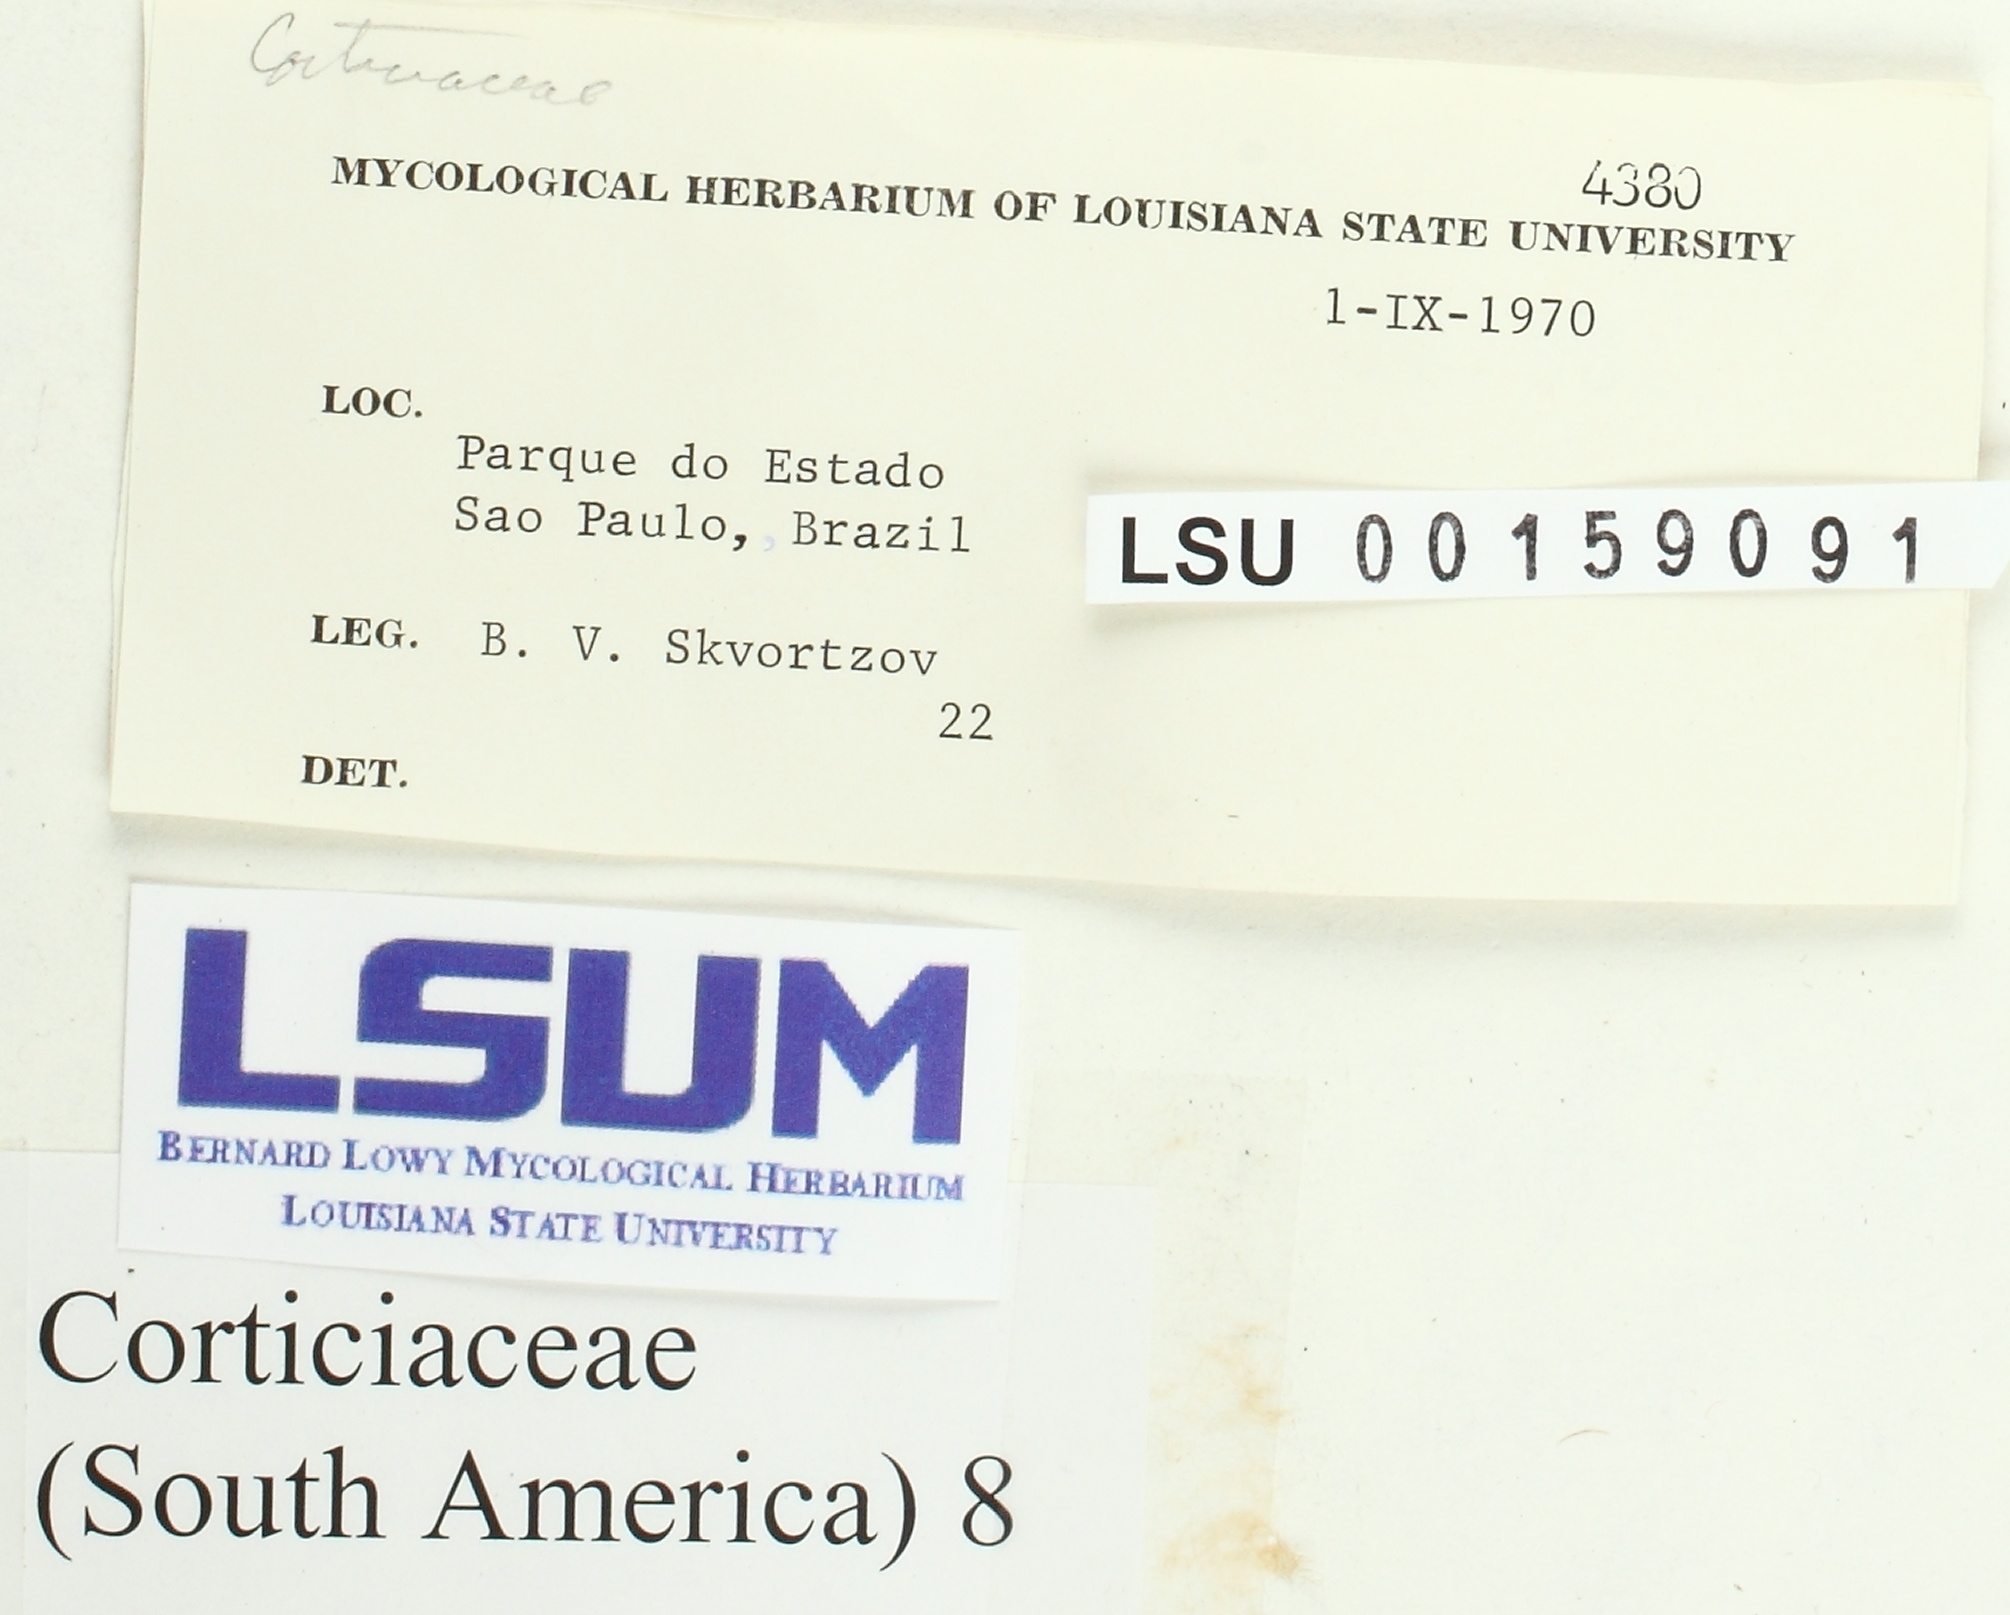 Corticiaceae
4380
MYCOLOGICAL HERBARIUM OF LOUISIANA STATE UNIVERSITY
1-IX-1970
LOC.
Parque do Estado
Sao Paulo, Brazil
LSU 00159091
LEG. B. V. Skvortzov
22
DET.
LSUM
BERNARD LOWY MYCOLOGICAL HERBARIUM
LOUISIANA STATE UNIVERSITY
Corticiaceae
(South America) 8